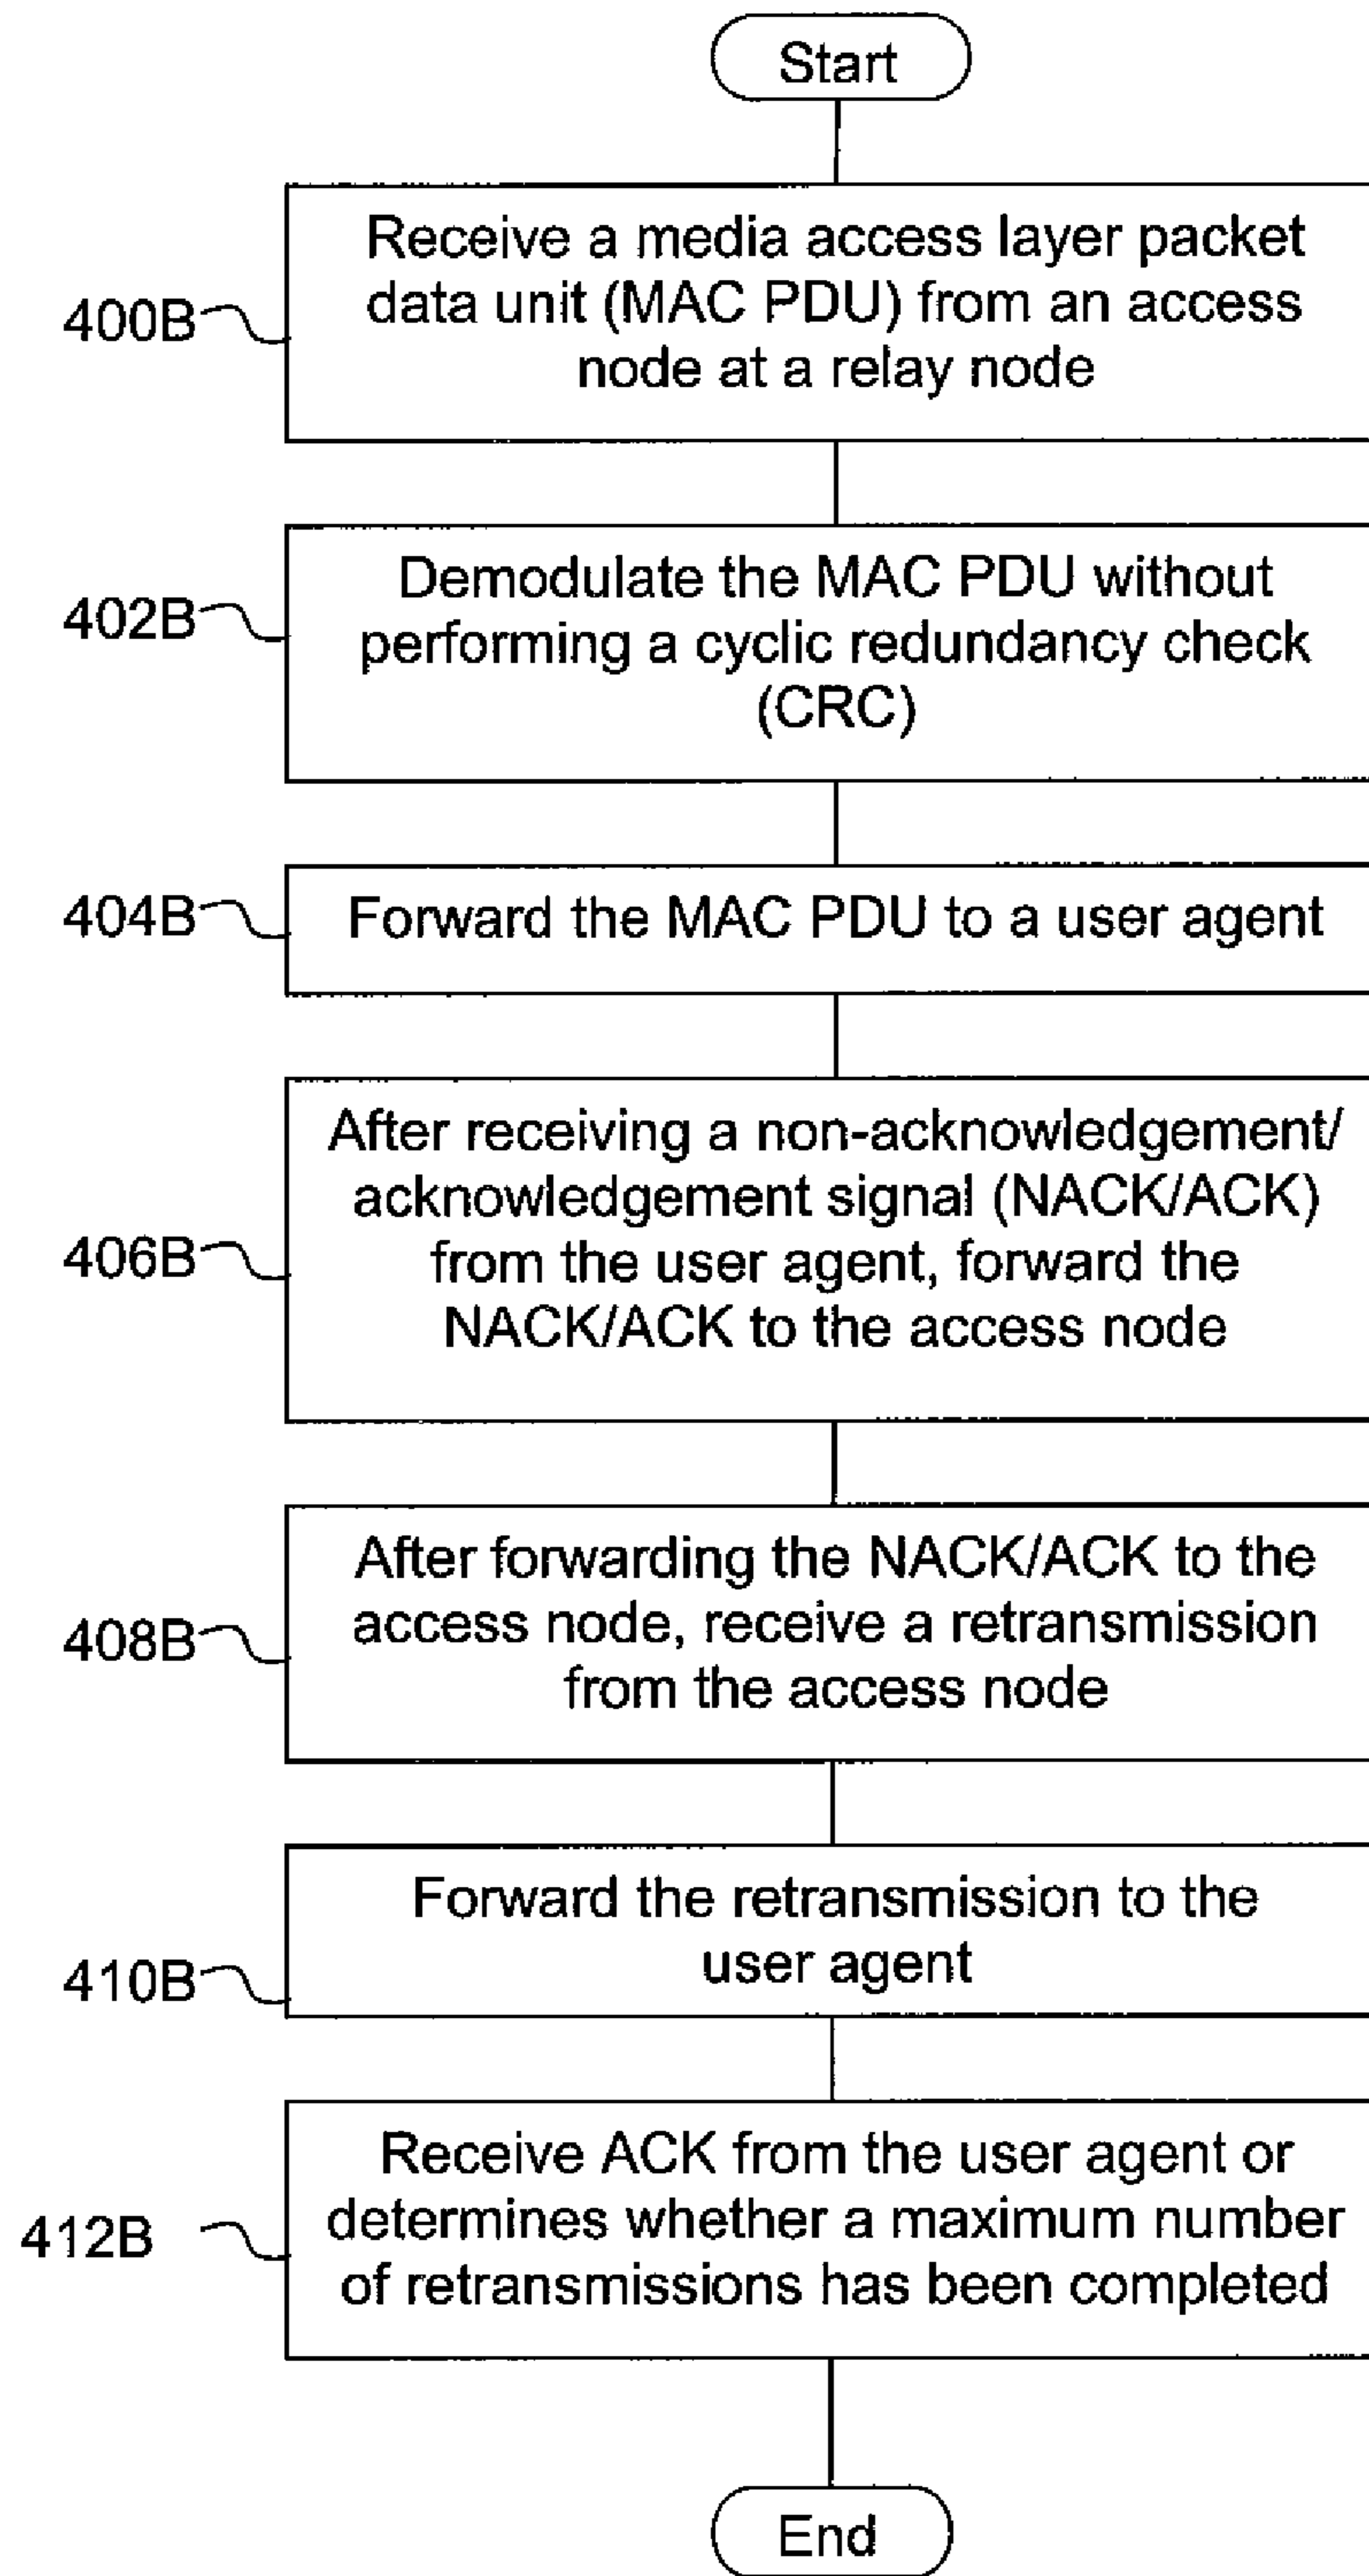 Start
Receive a media access layer packet
data unit (MAC PDU) from an access
node at a relay node
400B
Demodulate the MAC PDU without
performing a cyclic redundancy check
(CRC)
402B
Forward the MAC PDU to a user agent
404B
After receiving a non-acknowledgement/
acknowledgement signal (NACK/ACK)
from the user agent, forward the
NACK/ACK to the access node
406B
After forwarding the NACK/ACK to the
access node, receive a retransmission
from the access node
408B
Forward the retransmission to the
user agent
410B
Receive ACK from the user agent or
determines whether a maximum number
of retransmissions has been completed
412B
End